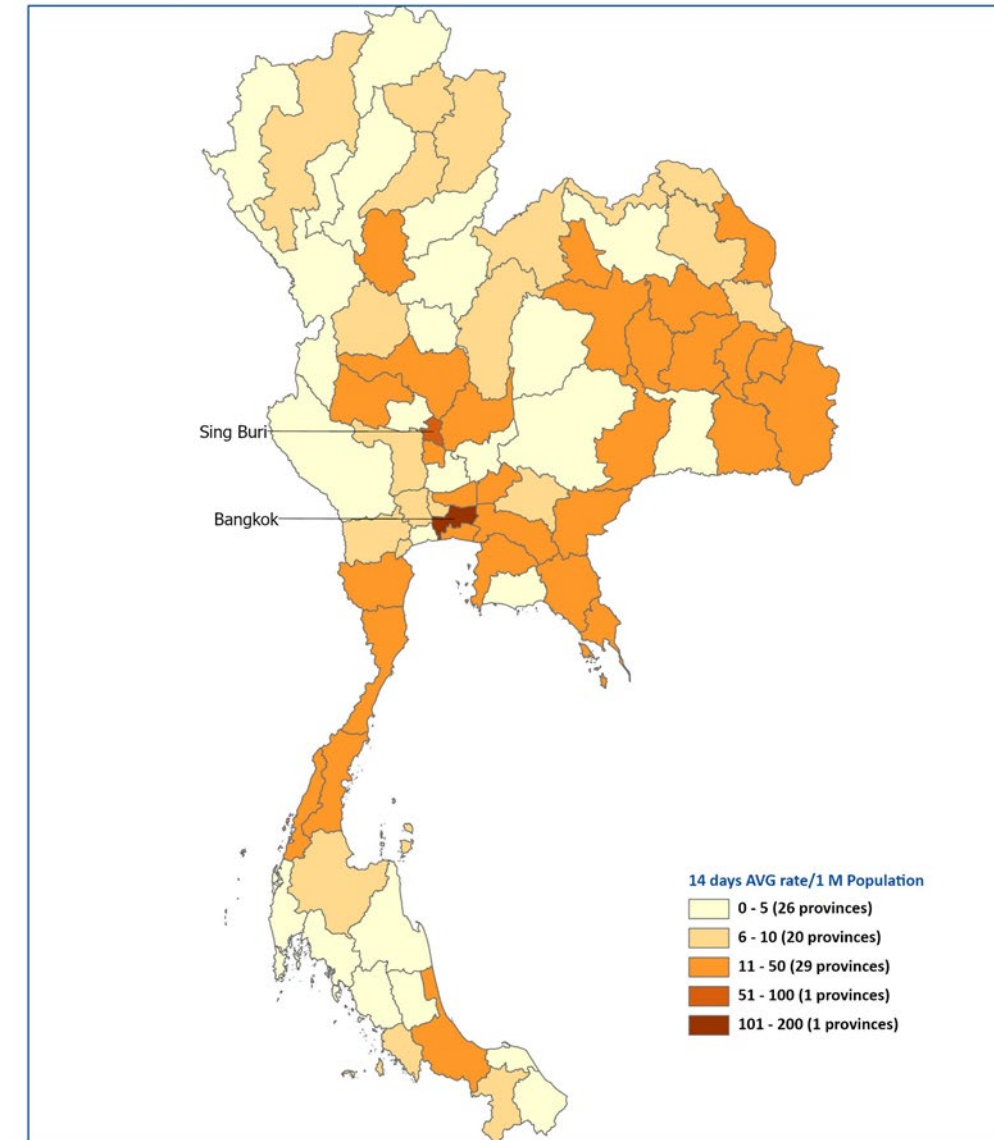 Sing Buri
Bangkok
14 days AVG rate/1 M Population
0 - 5 (26 provinces)
6 - 10 (20 provinces)
11 - 50 (29 provinces)
51 - 100 (1 provinces)
101 - 200 (1 provinces)